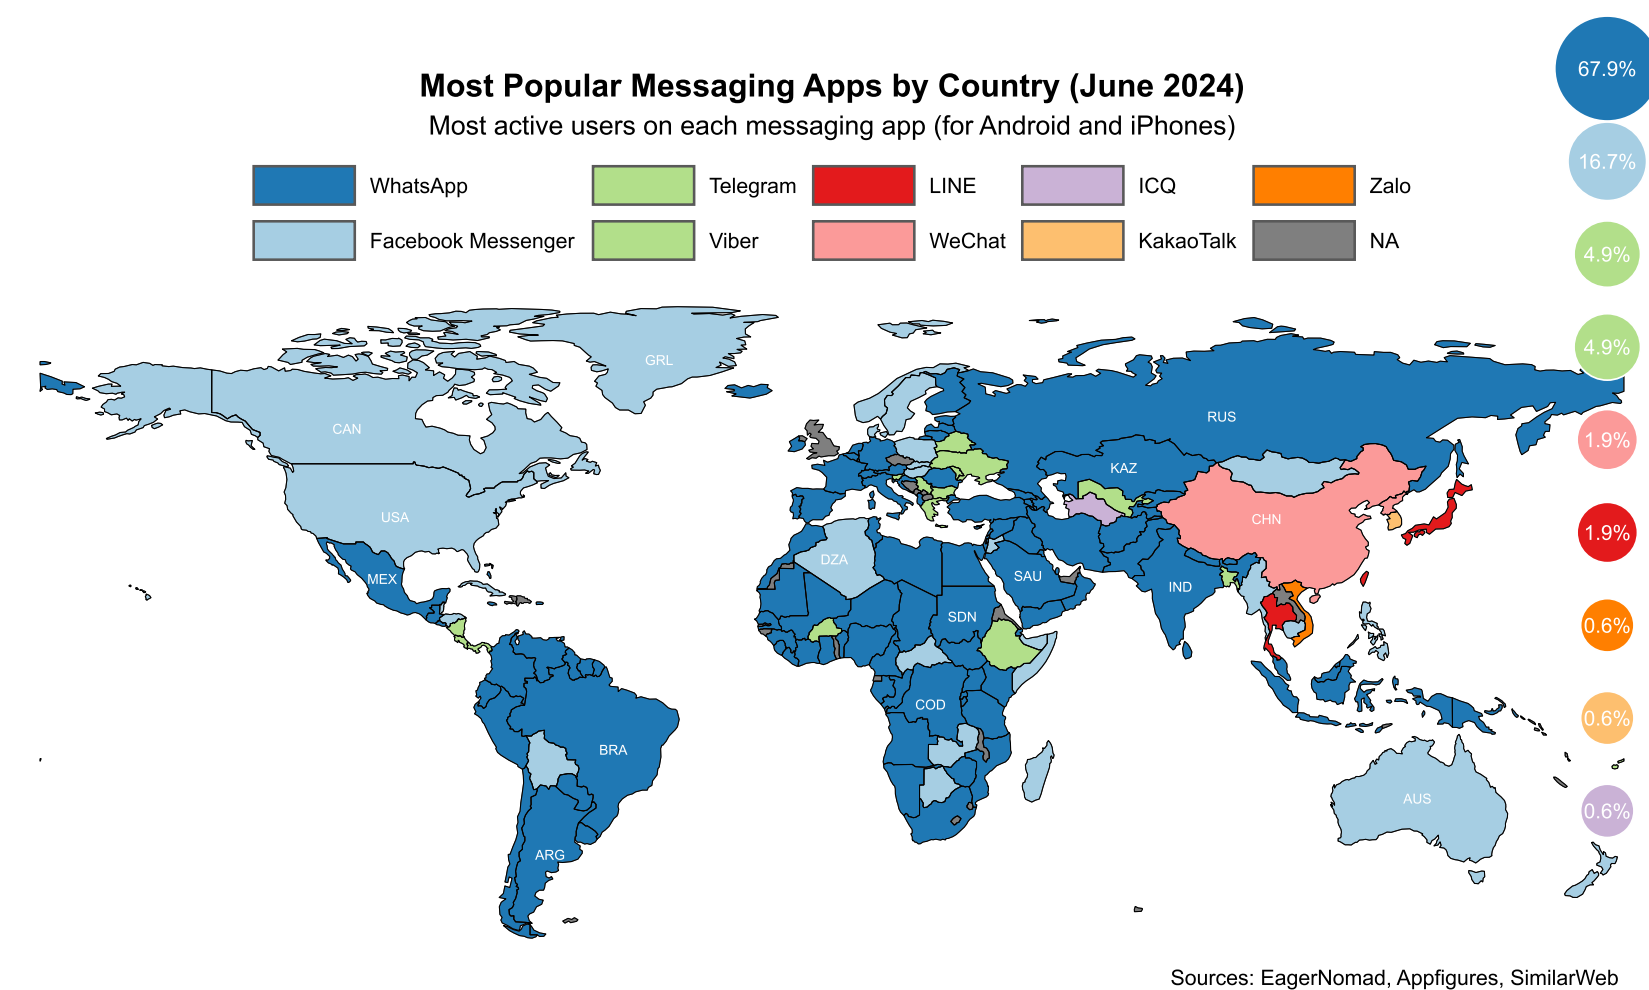 Most Popular Messaging Apps by Country (June 2024)
Most active users on each messaging app (for Android and iPhones)
WhatsApp
Telegram
LINE
ICQ
Zalo
Facebook Messenger
Viber
WeChat
KakaoTalk
NA
67.9%
16.7%
4.9%
4.9%
1.9%
1.9%
0.6%
0.6%
0.6%
GRL
CAN
RUS
KAZ
USA
CHN
DZA
MEX
SAU
IND
SDN
COD
BRA
AUS
ARG
Sources: EagerNomad, Appfigures, SimilarWeb